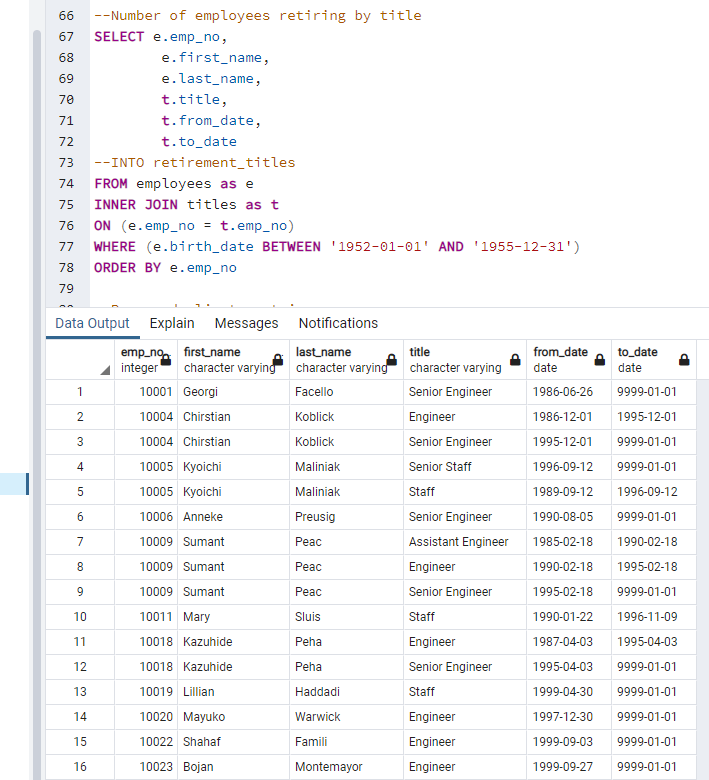 66 --Number of employees retiring by title
67 SELECT e.emp_no,
68 e.first_name,
69 e.last_name,
70 t.title,
71 t.from_date,
72 t.to_date
73 --INTO retirement_titles
74 FROM employees as e
75 INNER JOIN titles as t
76 ON (e.emp_no = t.emp_no)
77 WHERE (e.birth_date BETWEEN '1952-01-01' AND '1955-12-31')
78 ORDER BY e.emp_no
79
Data Output Explain Messages Notifications
emp_no first_name last_name title from_date to_date
integer character varying character varying character varying date date
1 10001 Georgi Facello Senior Engineer 1986-06-26 9999-01-01
2 10004 Chirstian Koblick Engineer 1986-12-01 1995-12-01
3 10004 Chirstian Koblick Senior Engineer 1995-12-01 9999-01-01
4 10005 Kyoichi Maliniak Senior Staff 1996-09-12 9999-01-01
5 10005 Kyoichi Maliniak Staff 1989-09-12 1996-09-12
6 10006 Anneke Preusig Senior Engineer 1990-08-05 9999-01-01
7 10009 Sumant Peac Assistant Engineer 1985-02-18 1990-02-18
8 10009 Sumant Peac Engineer 1990-02-18 1995-02-18
9 10009 Sumant Peac Senior Engineer 1995-02-18 9999-01-01
10 10011 Mary Sluis Staff 1990-01-22 1996-11-09
11 10018 Kazuhide Peha Engineer 1987-04-03 1995-04-03
12 10018 Kazuhide Peha Senior Engineer 1995-04-03 9999-01-01
13 10019 Lillian Haddadi Staff 1999-04-30 9999-01-01
14 10020 Mayuko Warwick Engineer 1997-12-30 9999-01-01
15 10022 Shahaf Famili Engineer 1999-09-03 9999-01-01
16 10023 Bojan Montemayor Engineer 1999-09-27 9999-01-01